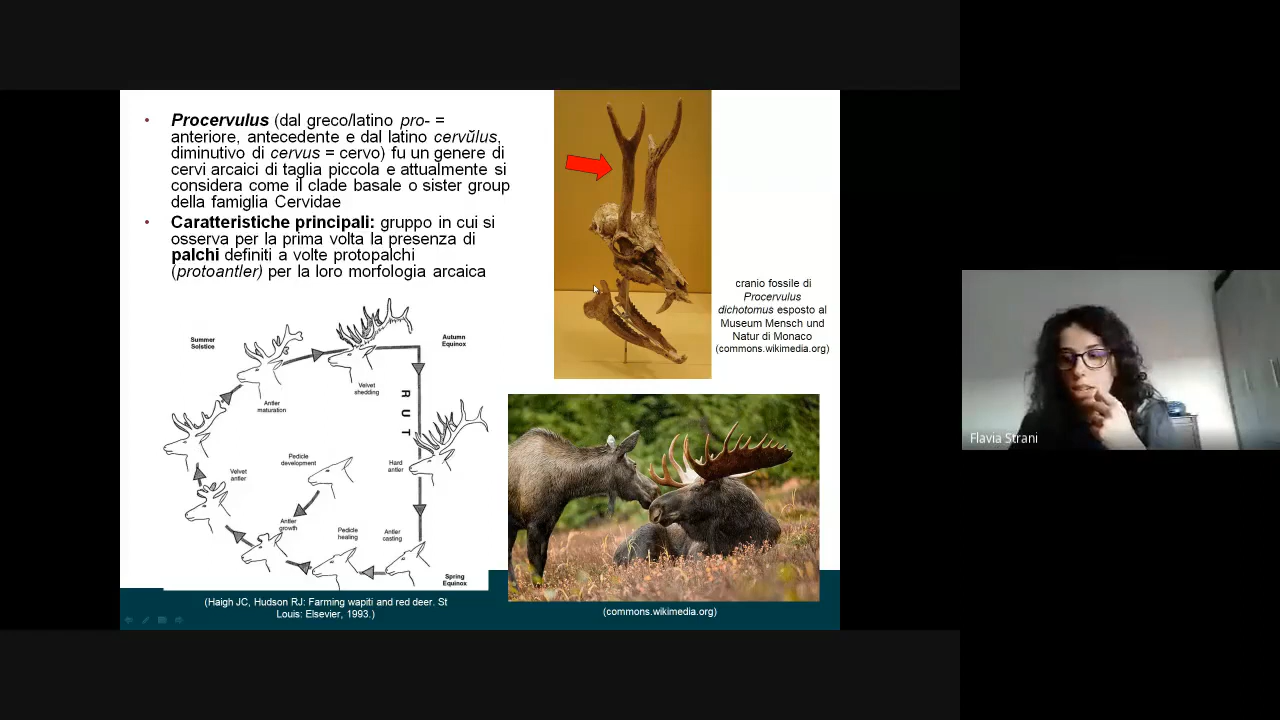 • Procervulus (dal greco/latino pro- =
anteriore, antecedente e dal latino cervŭlus,
diminutivo di cervus = cervo) fu un genere di
cervi arcaici di taglia piccola e attualmente si
considera come il clade basale o sister group
della famiglia Cervidae
• Caratteristiche principali: gruppo in cui si
osserva per la prima volta la presenza di
palchi definiti a volte protopalchi
(protoantler) per la loro morfologia arcaica
cranio fossile di
Procervulus
dichotomus esposto al
Museum Mensch und
Natur di Monaco
(commons.wikimedia.org)
Summer
Solstice
Autumn
Equinox
Velvet
shedding
Antler
maturation
RUT
Pedicle
development
Hard
antler
Velvet
antler
Antler
growth
Pedicle
healing
Antler
casting
Spring
Equinox
(Haigh JC, Hudson RJ: Farming wapiti and red deer. St
Louis: Elsevier, 1993.)
(commons.wikimedia.org)
Flavia Strani